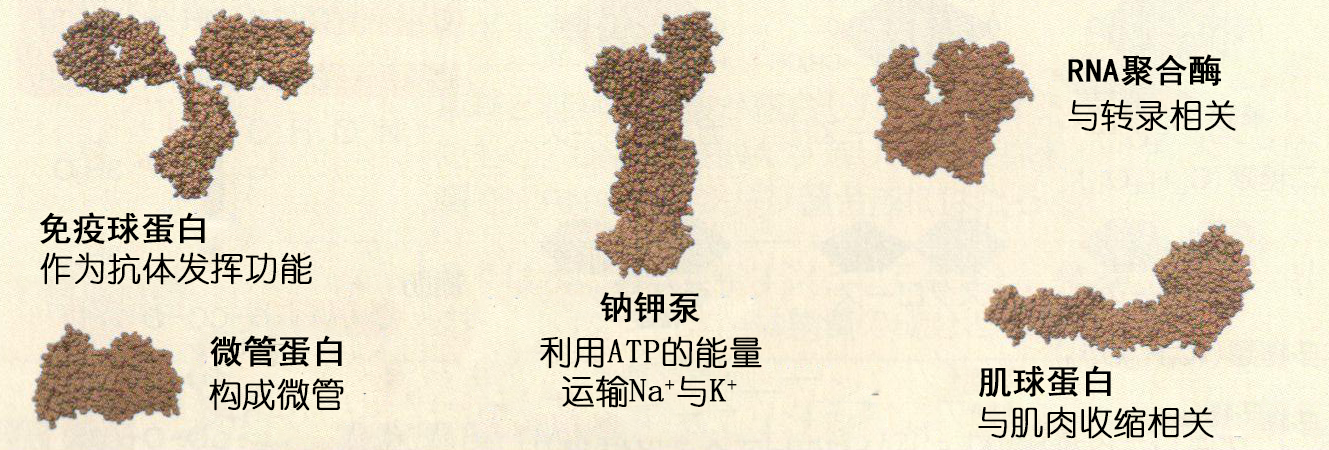 免疫球蛋白
作为抗体发挥功能
微管蛋白
构成微管
钠钾泵
利用ATP的能量
运输Na⁺与K⁺
RNA聚合酶
与转录相关
肌球蛋白
与肌肉收缩相关